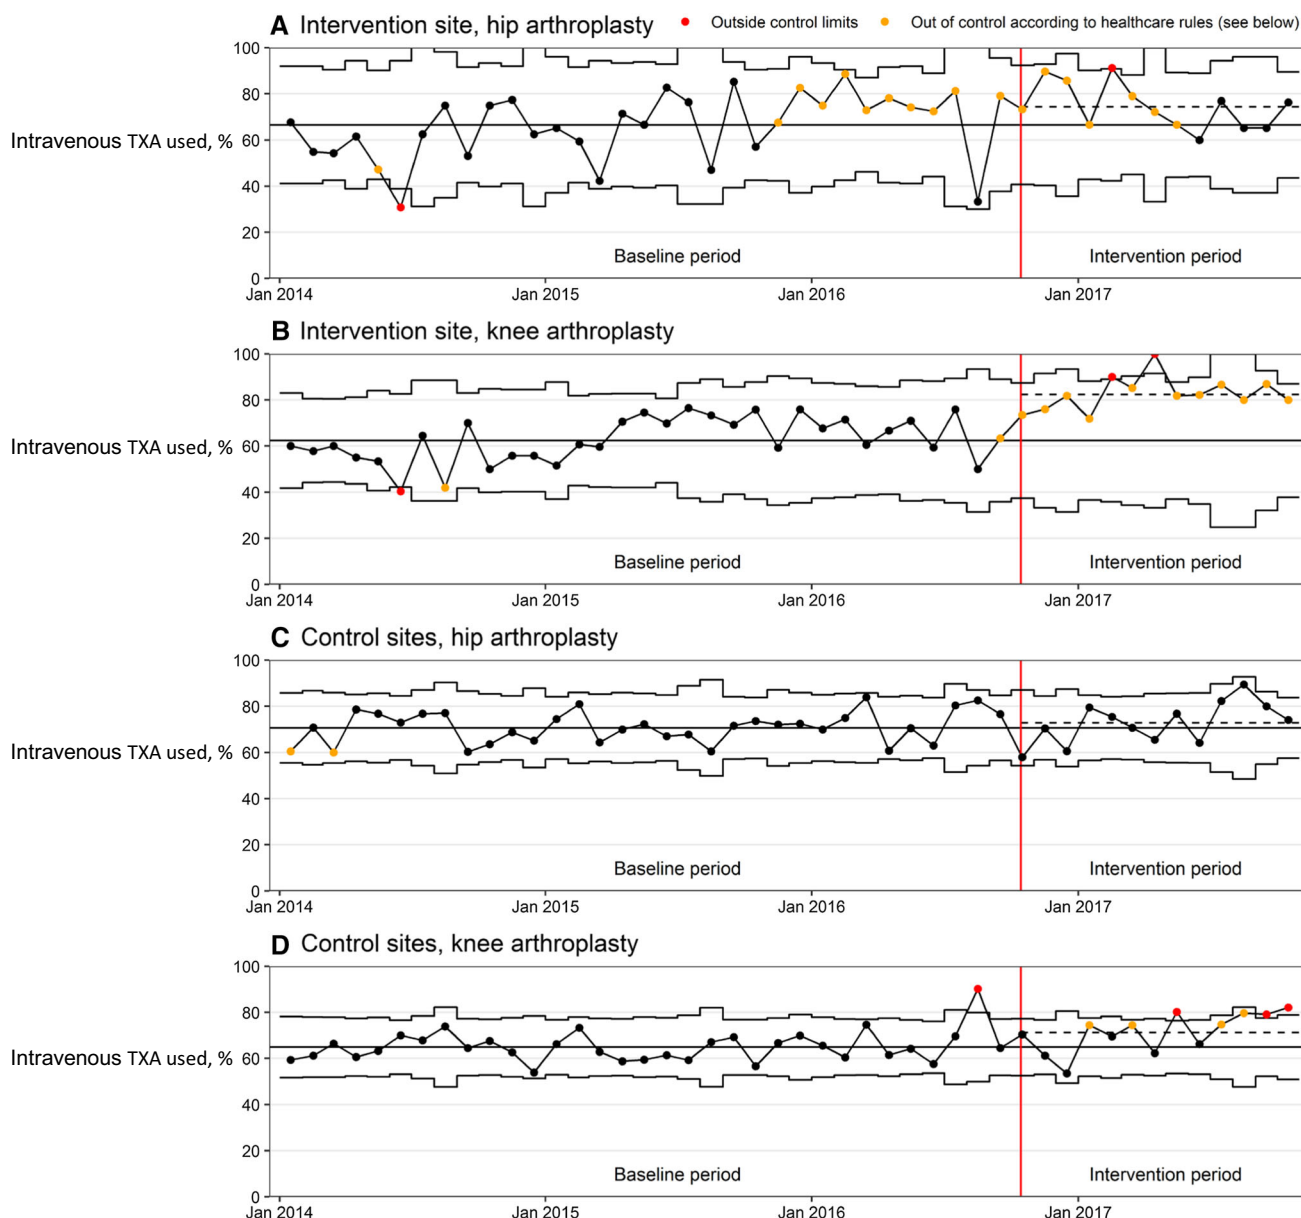 A Intervention site, hip arthroplasty
Outside control limits
Out of control according to healthcare rules (see below)
Intravenous TXA used, %
100
80
60
40
20
0
Baseline period
Intervention period
Jan 2014
Jan 2015
Jan 2016
Jan 2017
B Intervention site, knee arthroplasty
Intravenous TXA used, %
100
80
60
40
20
0
Baseline period
Intervention period
Jan 2014
Jan 2015
Jan 2016
Jan 2017
C Control sites, hip arthroplasty
Intravenous TXA used, %
100
80
60
40
20
0
Baseline period
Intervention period
Jan 2014
Jan 2015
Jan 2016
Jan 2017
D Control sites, knee arthroplasty
Intravenous TXA used, %
100
80
60
40
20
0
Baseline period
Intervention period
Jan 2014
Jan 2015
Jan 2016
Jan 2017